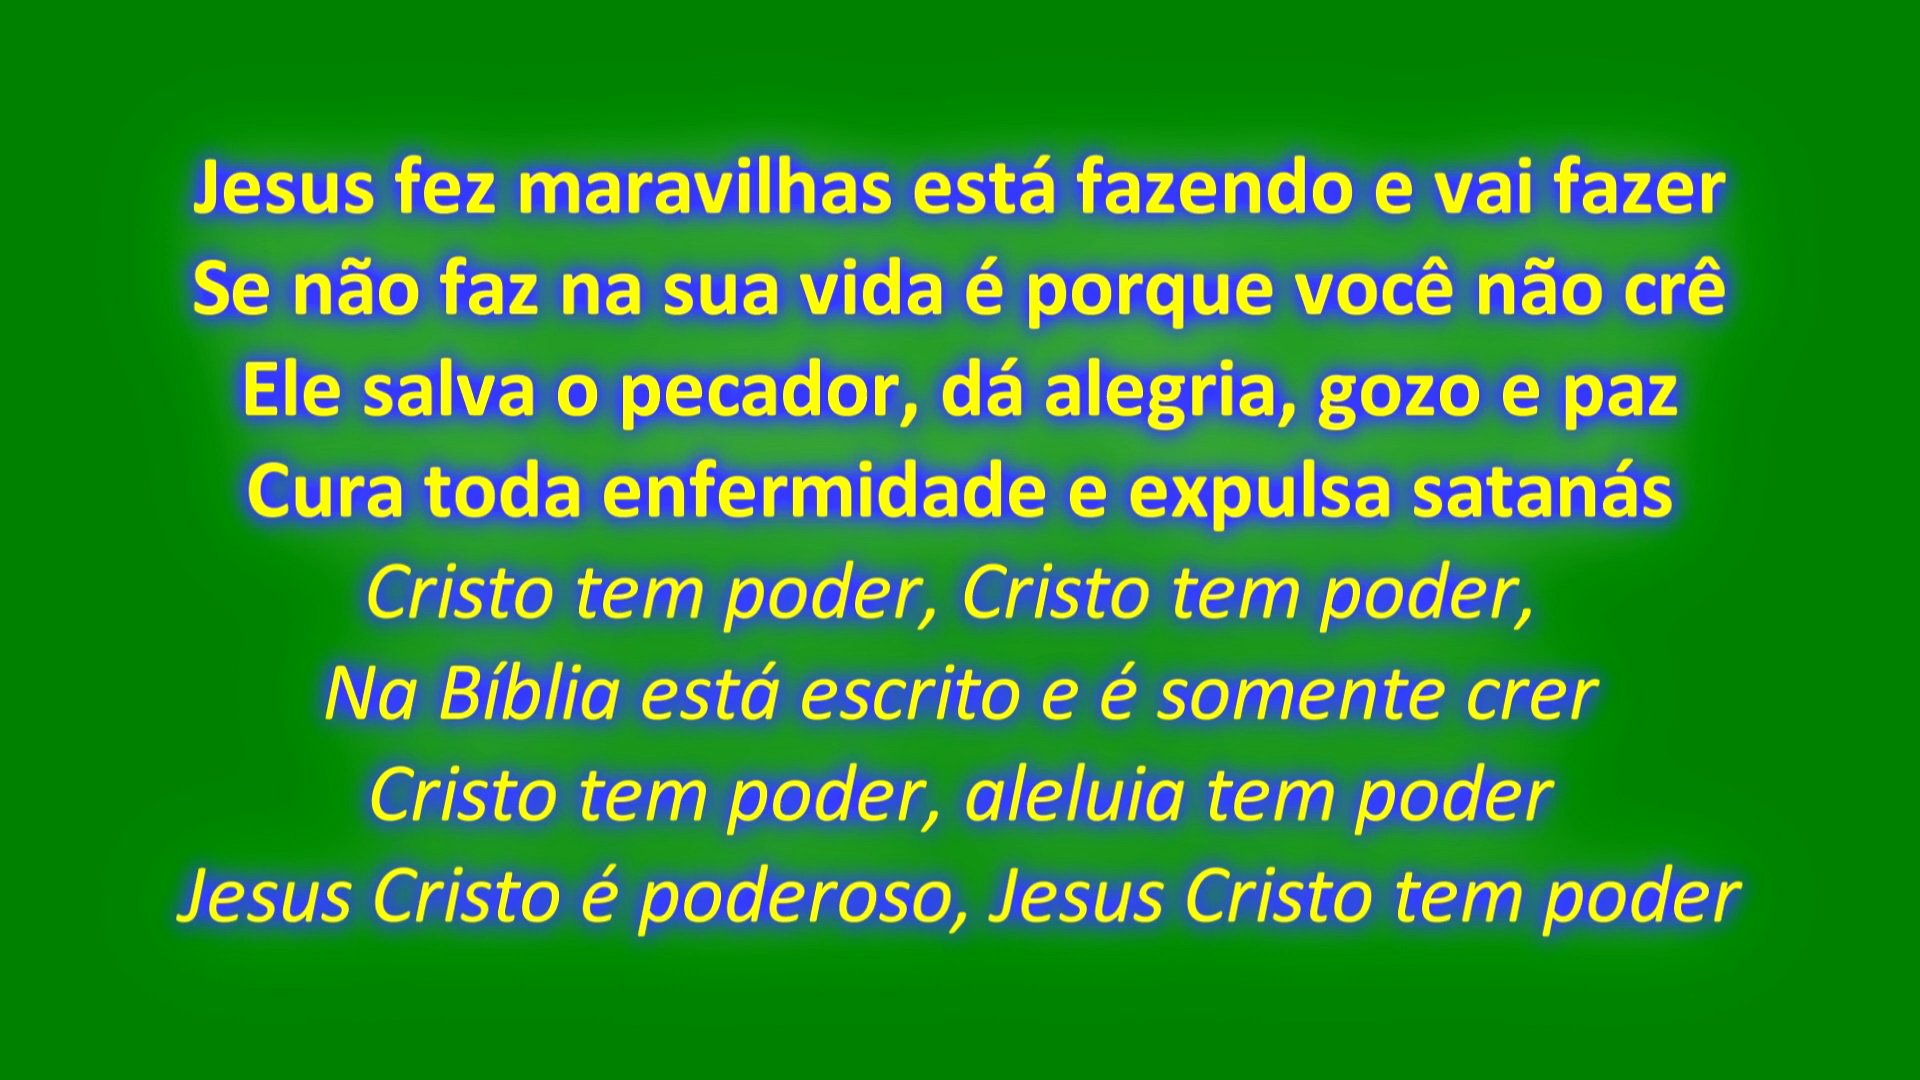 Jesus fez maravilhas está fazendo e vai fazer
Se não faz na sua vida é porque você não crê
Ele salva o pecador, dá alegria, gozo e paz
Cura toda enfermidade e expulsa satanás
Cristo tem poder, Cristo tem poder,
Na Bíblia está escrito e é somente crer
Cristo tem poder, aleluia tem poder
Jesus Cristo é poderoso, Jesus Cristo tem poder